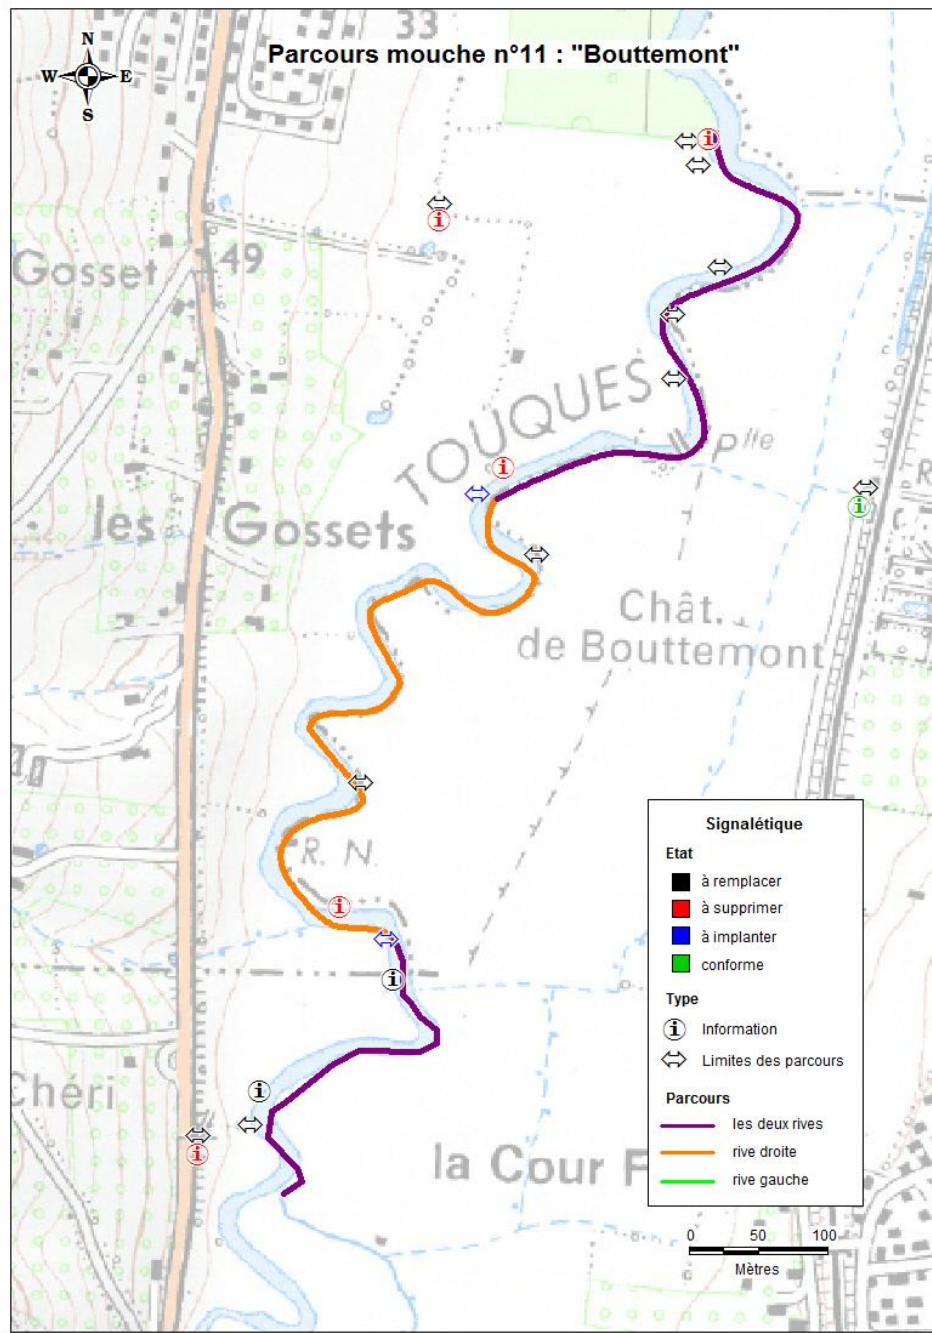 33
Parcours mouche n°11 : "Bouttemont"
N
W E
S
Gosset
49
TOUQUES
Plle
les Gossets
Chât.
de Bouttemont
R. N.
Signalétique
Etat
à remplacer
à supprimer
à implanter
conforme
Type
i Information
Limites des parcours
Parcours
les deux rives
rive droite
rive gauche
Chéri
la Cour F
0 50 100
Mètres